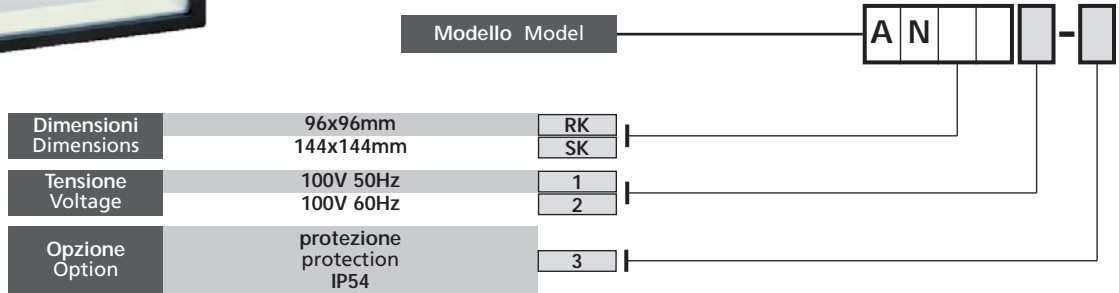 Modello Model
A N -
Dimensioni
Dimensions
96x96mm RK
144x144mm SK
Tensione
Voltage
100V 50Hz 1
100V 60Hz 2
Opzione
Option
protezione
protection
IP54
3